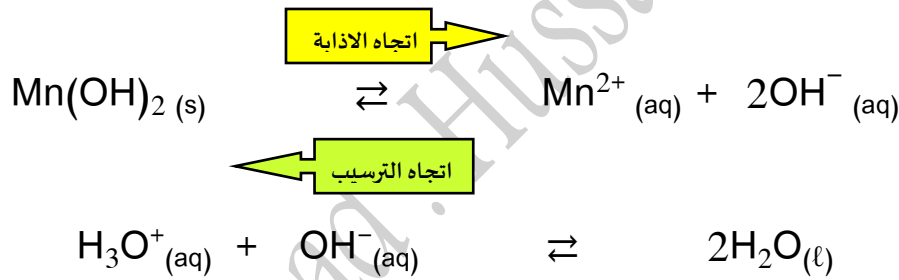 اتجاه الاذابة
Mn(OH)₂ (s) ⇄ Mn²⁺ (aq) + 2OH⁻ (aq)
اتجاه الترسيب
H₃O⁺(aq) + OH⁻(aq) ⇄ 2H₂O(ℓ)